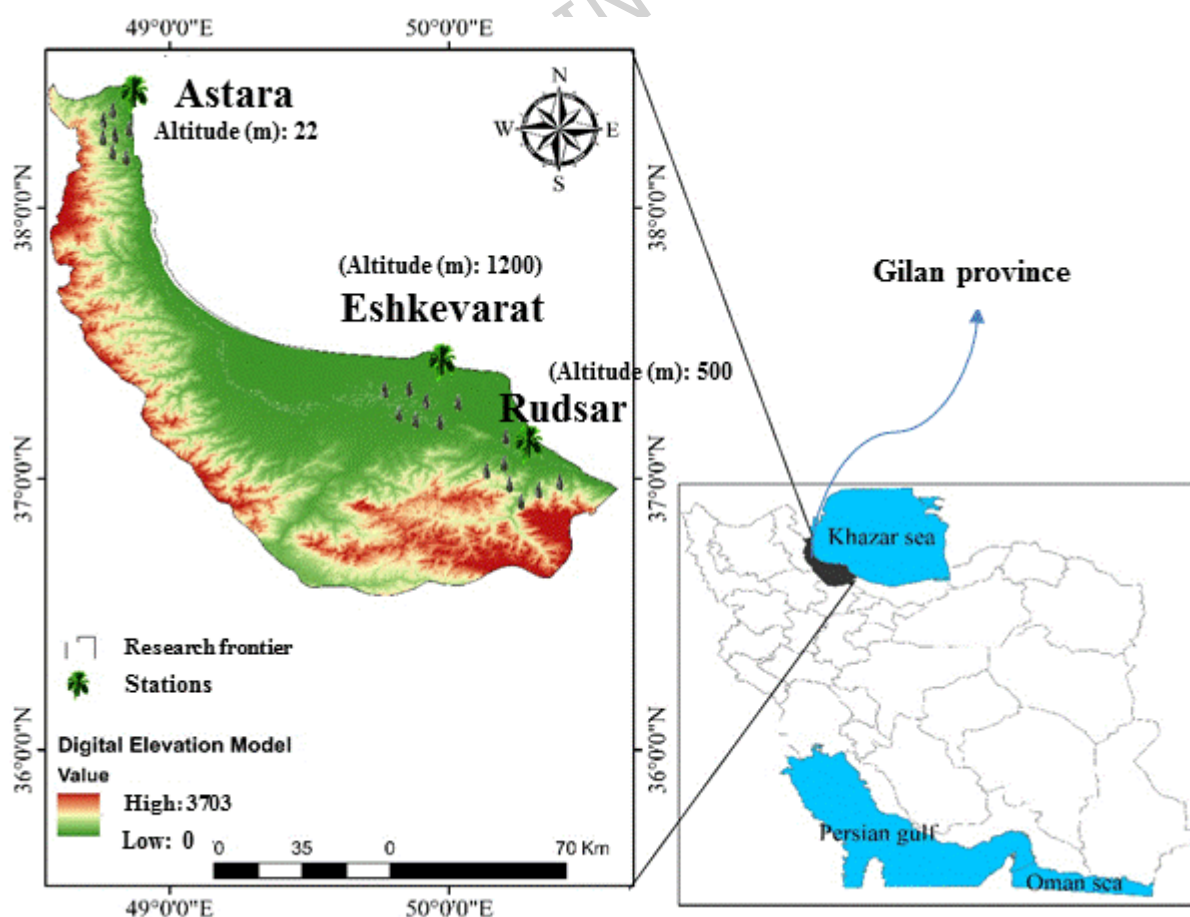 49°0'0"E 50°0'0"E
Astara
Altitude (m): 22
N
W E
S
38°0'0"N 38°0'0"N
(Altitude (m): 1200)
Eshkevarat
Gilan province
(Altitude (m): 500
Rudsar
37°0'0"N 37°0'0"N
Khazar sea
Research frontier
Stations
36°0'0"N 36°0'0"N
Digital Elevation Model
Value
High: 3703
Low: 0
0 35 0 70 Km
Persian gulf
Oman sea
49°0'0"E 50°0'0"E